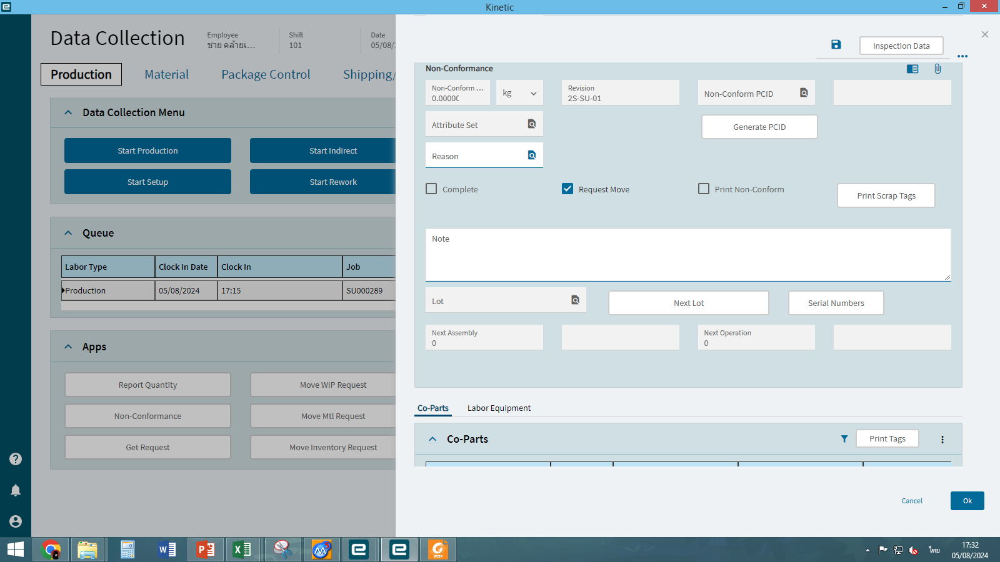 Kinetic
Data Collection
Employee
ชาย คล้ายเ...
Shift
101
Date
05/08/
Inspection Data
Production
Material
Package Control
Shipping/
Data Collection Menu
Start Production
Start Indirect
Start Setup
Start Rework
Queue
Labor Type
Clock In Date
Clock In
Job
Production
05/08/2024
17:15
SU000289
Apps
Report Quantity
Move WIP Request
Non-Conformance
Move Mtl Request
Get Request
Move Inventory Request
Non-Conformance
Non-Conform ...
0.0000
kg
Revision
2S-SU-01
Non-Conform PCID
Attribute Set
Generate PCID
Reason
Complete
Request Move
Print Non-Conform
Print Scrap Tags
Note
Lot
Next Lot
Serial Numbers
Next Assembly
0
Next Operation
0
Co-Parts
Labor Equipment
Co-Parts
Print Tags
Cancel
Ok
ไทย
17:32
05/08/2024